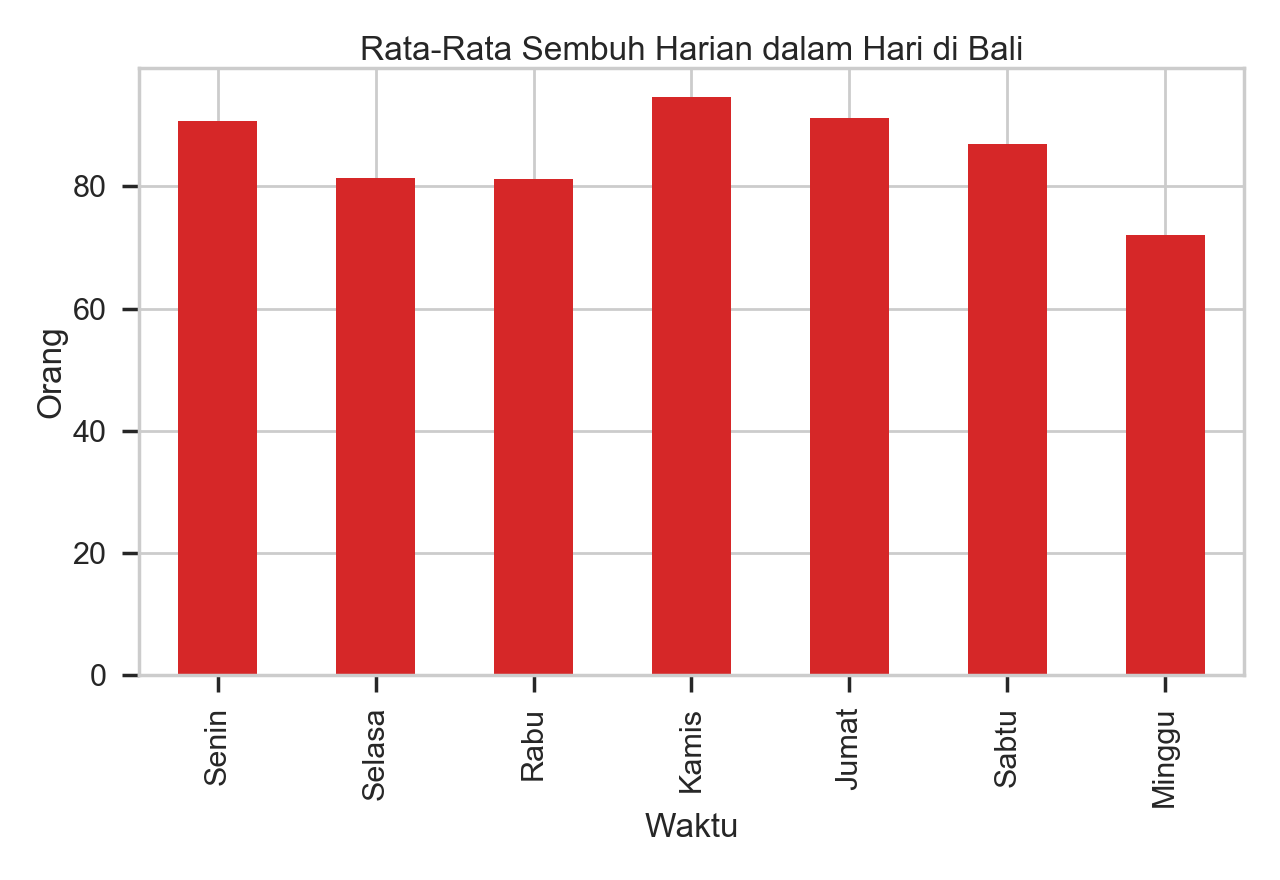 Rata-Rata Sembuh Harian dalam Hari di Bali
Orang
80
60
40
20
0
Senin
Selasa
Rabu
Kamis
Jumat
Sabtu
Minggu
Waktu